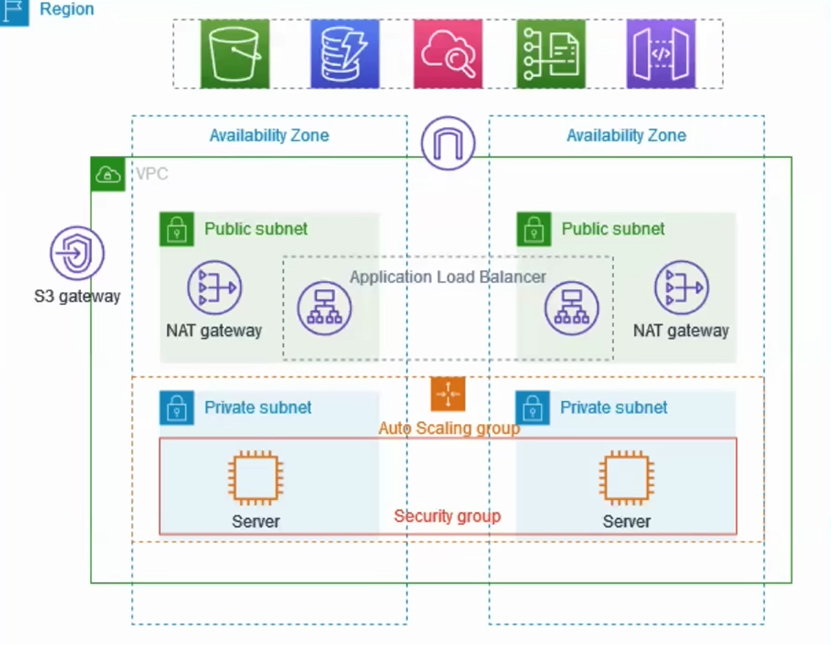 Region
Availability Zone
Availability Zone
VPC
Public subnet
Public subnet
Application Load Balancer
S3 gateway
NAT gateway
NAT gateway
Private subnet
Private subnet
Auto Scaling group
Security group
Server
Server